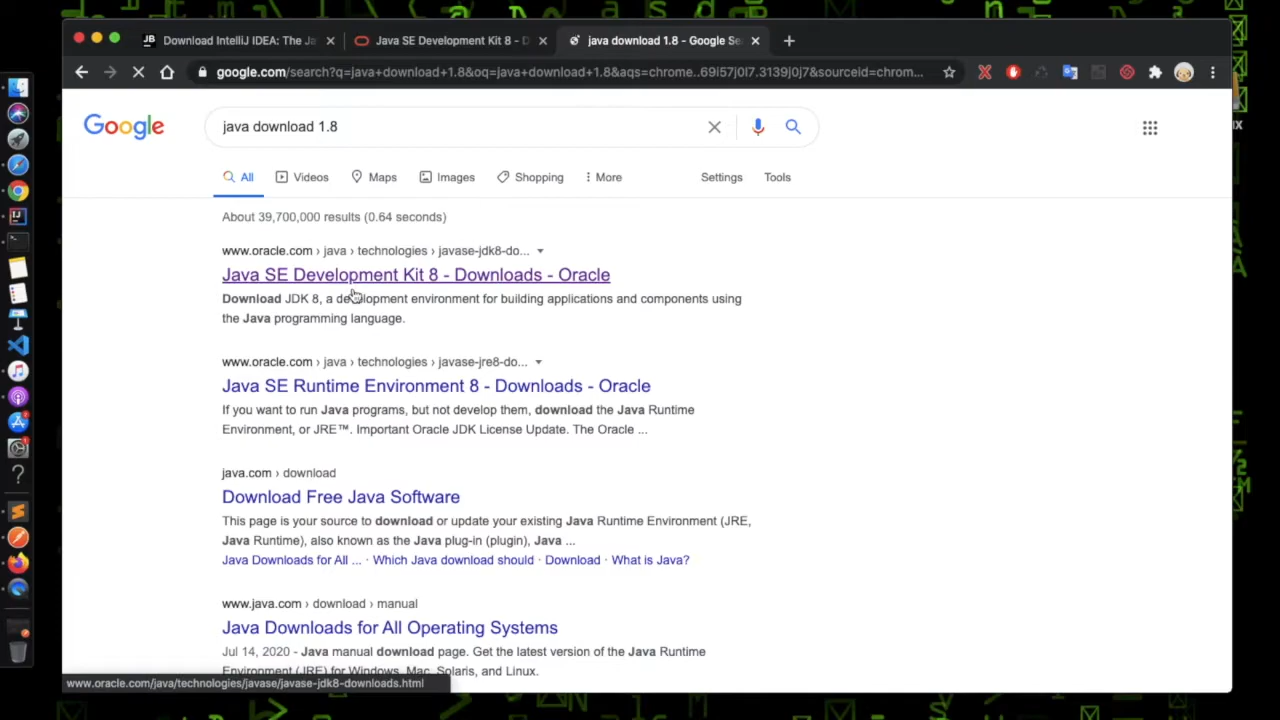 JB Download IntelliJ IDEA: The Ja
Java SE Development Kit 8 - D
java download 1.8 - Google Se
google.com/search?q=java+download+1.8&oq=java+download+1.8&aqs=chrome..69i57j0l7.3139j0j7&sourceid=chrom...
Google
java download 1.8
All
Videos
Maps
Images
Shopping
More
Settings
Tools
About 39,700,000 results (0.64 seconds)
www.oracle.com › java › technologies › javase-jdk8-do...
Java SE Development Kit 8 - Downloads - Oracle
Download JDK 8, a development environment for building applications and components using
the Java programming language.
www.oracle.com › java › technologies › javase-jre8-do...
Java SE Runtime Environment 8 - Downloads - Oracle
If you want to run Java programs, but not develop them, download the Java Runtime
Environment, or JRE™. Important Oracle JDK License Update. The Oracle ...
java.com › download
Download Free Java Software
This page is your source to download or update your existing Java Runtime Environment (JRE,
Java Runtime), also known as the Java plug-in (plugin), Java ...
Java Downloads for All ... · Which Java download should · Download · What is Java?
www.java.com › download › manual
Java Downloads for All Operating Systems
Jul 14, 2020 - Java manual download page. Get the latest version of the Java Runtime
Environment (JRE) for Windows, Mac, Solaris, and Linux.
www.oracle.com/java/technologies/javase/javase-jdk8-downloads.html